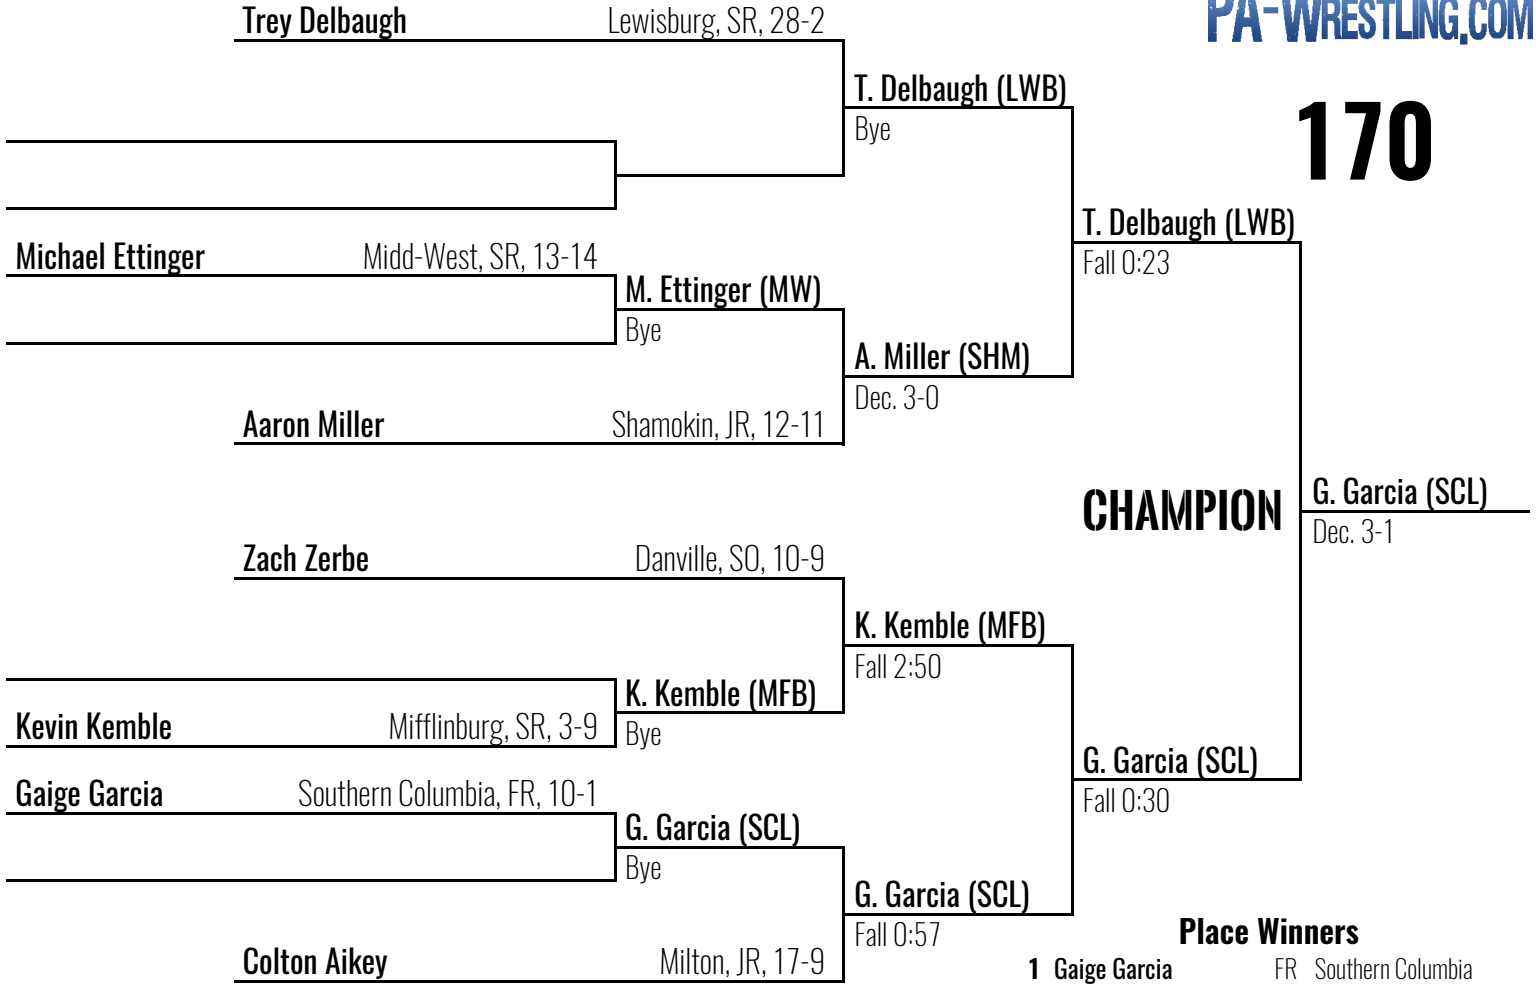 PA-WRESTLING.COM
Trey Delbaugh Lewisburg, SR, 28-2
T. Delbaugh (LWB)
Bye
170
T. Delbaugh (LWB)
Fall 0:23
Michael Ettinger Midd-West, SR, 13-14
M. Ettinger (MW)
Bye
A. Miller (SHM)
Dec. 3-0
Aaron Miller Shamokin, JR, 12-11
CHAMPION
G. Garcia (SCL)
Dec. 3-1
Zach Zerbe Danville, SO, 10-9
K. Kemble (MFB)
Fall 2:50
K. Kemble (MFB)
Bye
Kevin Kemble Mifflinburg, SR, 3-9
G. Garcia (SCL)
Fall 0:30
Gaige Garcia Southern Columbia, FR, 10-1
G. Garcia (SCL)
Bye
G. Garcia (SCL)
Fall 0:57
Colton Aikey Milton, JR, 17-9
Place Winners
1 Gaige Garcia FR Southern Columbia